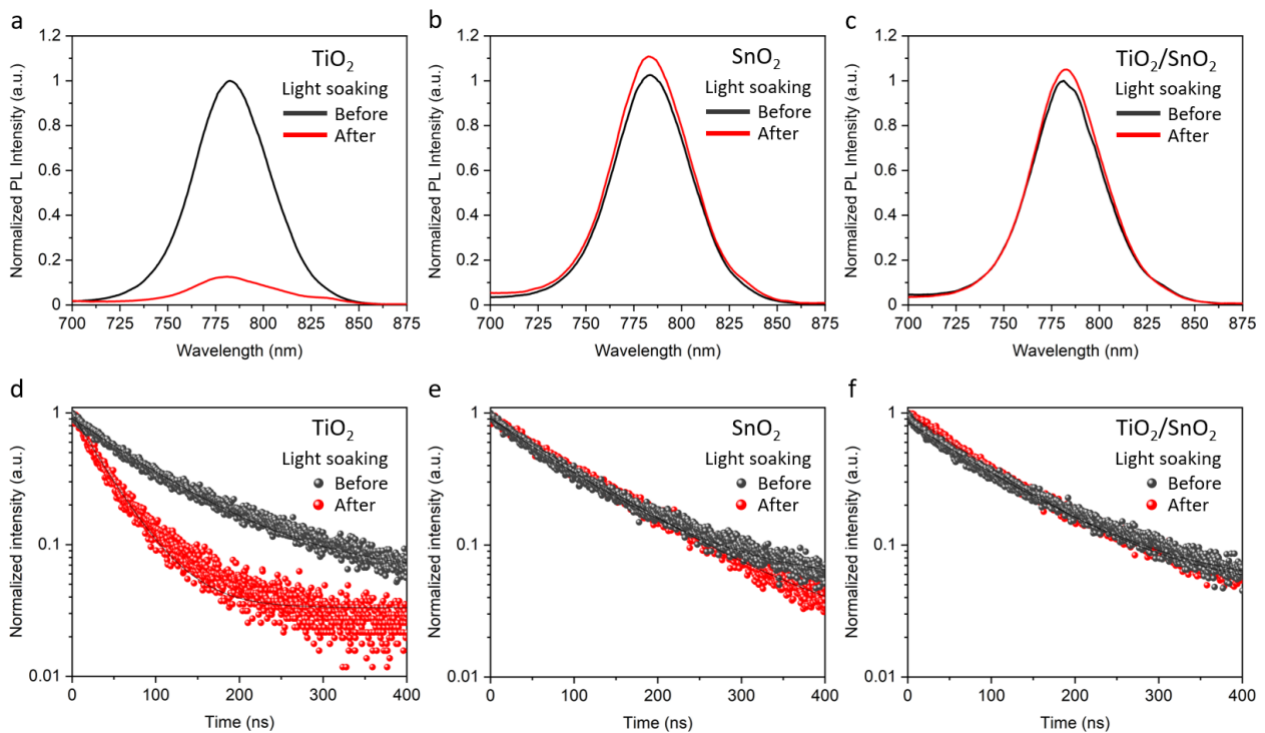 a
1.2
1
0.8
0.6
0.4
0.2
0
Normalized PL Intensity (a.u.)
TiO₂
Light soaking
Before
After
700 725 750 775 800 825 850 875
Wavelength (nm)
b
1.2
1
0.8
0.6
0.4
0.2
0
Normalized PL Intensity (a.u.)
SnO₂
Light soaking
Before
After
700 725 750 775 800 825 850 875
Wavelength (nm)
c
1.2
1
0.8
0.6
0.4
0.2
0
Normalized PL Intensity (a.u.)
TiO₂/SnO₂
Light soaking
Before
After
700 725 750 775 800 825 850 875
Wavelength (nm)
d
1
0.1
0.01
Normalized intensity (a.u.)
TiO₂
Light soaking
Before
After
0 100 200 300 400
Time (ns)
e
1
0.1
0.01
Normalized intensity (a.u.)
SnO₂
Light soaking
Before
After
0 100 200 300 400
Time (ns)
f
1
0.1
0.01
Normalized intensity (a.u.)
TiO₂/SnO₂
Light soaking
Before
After
0 100 200 300 400
Time (ns)